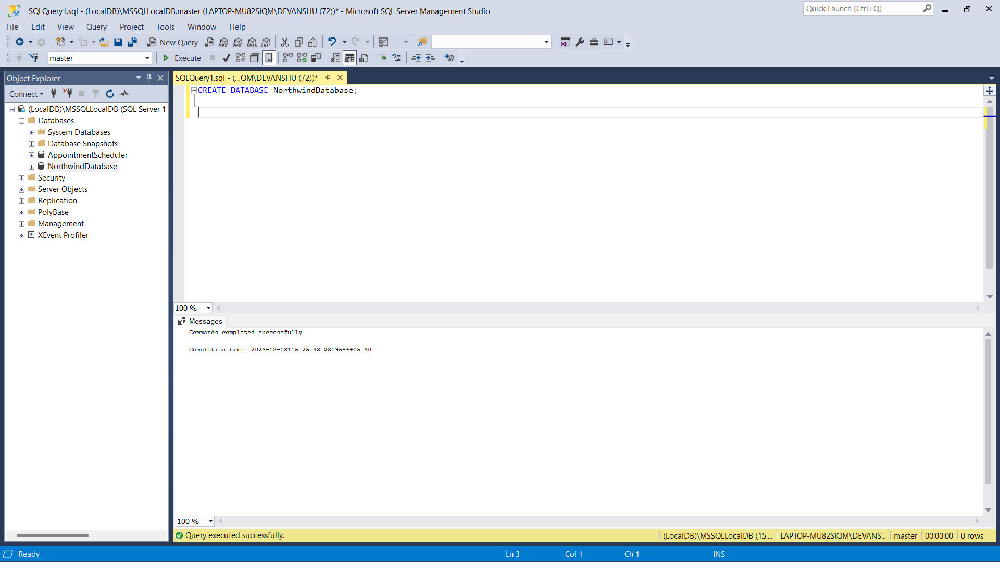 SQLQuery1.sql - (LocalDB)\MSSQLLocalDB.master (LAPTOP-MU82SIQM\DEVANSHU (72))* - Microsoft SQL Server Management Studio
Quick Launch (Ctrl+Q)
File Edit View Query Project Tools Window Help
New Query MDX DMX XMLA DAX
master Execute
Object Explorer
SQLQuery1.sql - (...QM\DEVANSHU (72))*
Connect
(LocalDB)\MSSQLLocalDB (SQL Server 15
Databases
System Databases
Database Snapshots
AppointmentScheduler
NorthwindDatabase
Security
Server Objects
Replication
PolyBase
Management
XEvent Profiler
CREATE DATABASE NorthwindDatabase;
100 %
Messages
Commands completed successfully.
Completion time: 2023-02-03T15:25:43.2319586+05:30
100 %
Query executed successfully.
(LocalDB)\MSSQLLocalDB (15.... LAPTOP-MU82SIQM\DEVANS... master 00:00:00 0 rows
Ready Ln 3 Col 1 Ch 1 INS